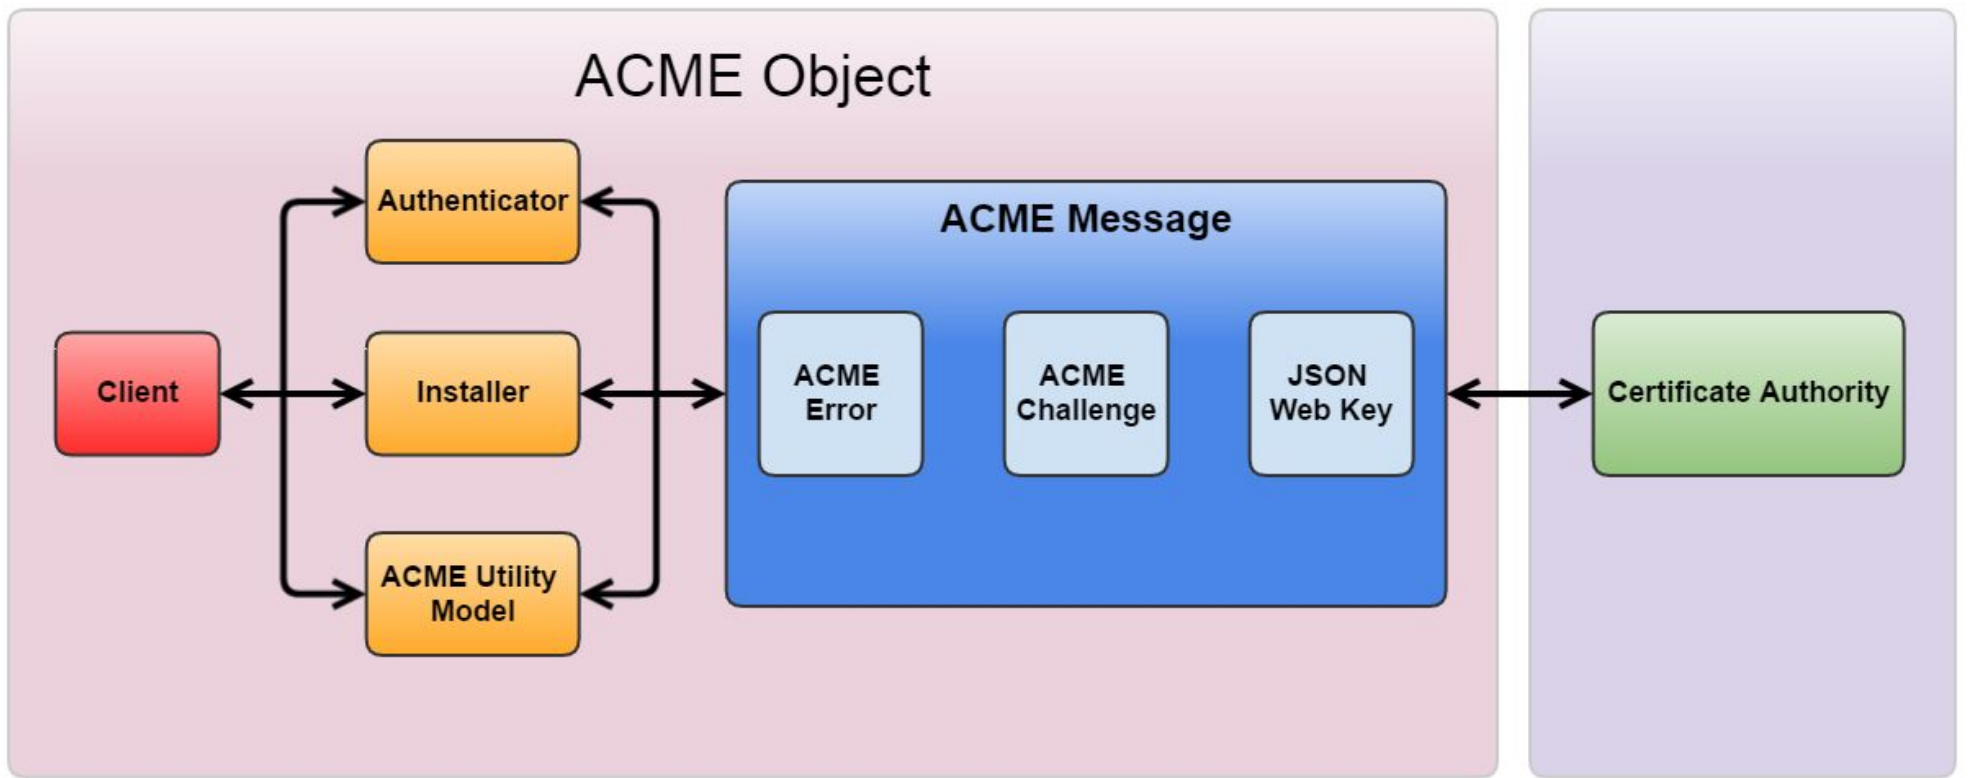 ACME Object
Authenticator
ACME Message
Client
Installer
ACME
Error
ACME
Challenge
JSON
Web Key
Certificate Authority
ACME Utility
Model